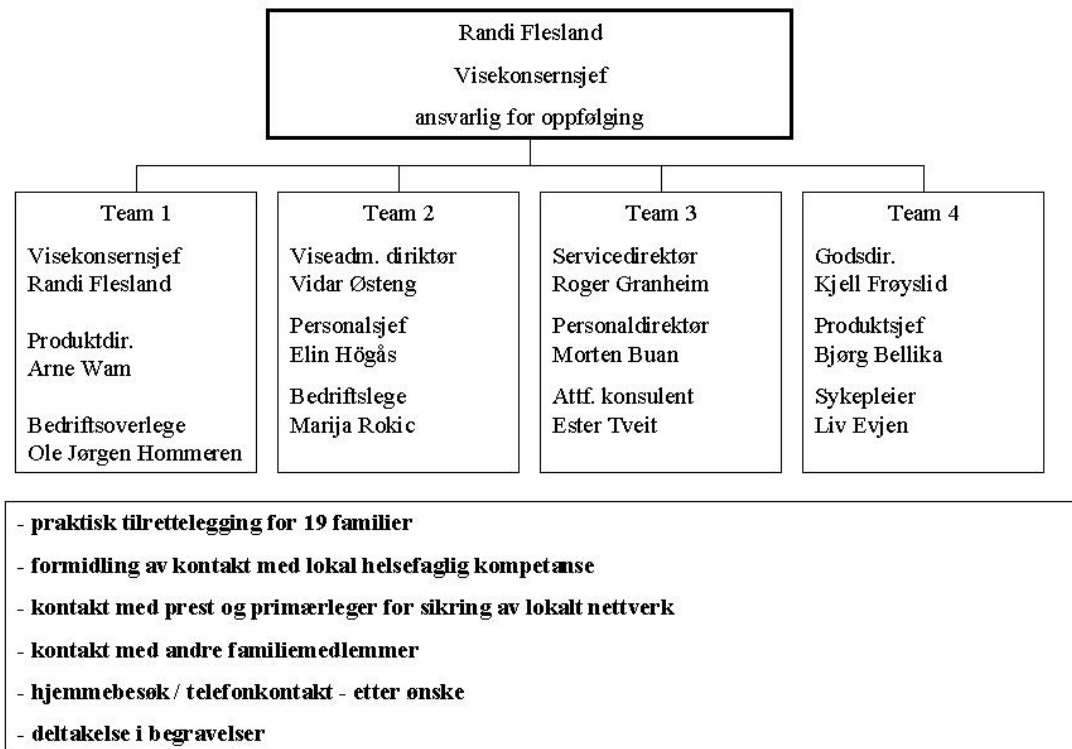 Randi Flesland
Visekonsernsjef
ansvarlig for oppfølging
Team 1
Visekonsernsjef
Randi Flesland
Produktdir.
Arne Wam
Bedriftsoverlege
Ole Jørgen Hommeren
Team 2
Viseadm. diriktør
Vidar Østeng
Personalsjef
Elin Högås
Bedriftslege
Marija Rokic
Team 3
Servicedirektør
Roger Granheim
Personaldirektør
Morten Buan
Attf. konsulent
Ester Tveit
Team 4
Godsdir.
Kjell Frøyslid
Produktsjef
Bjørg Bellika
Sykepleier
Liv Evjen
- praktisk tilrettelegging for 19 familier
- formidling av kontakt med lokal helsefaglig kompetanse
- kontakt med prest og primærleger for sikring av lokalt nettverk
- kontakt med andre familiemedlemmer
- hjemmebesøk / telefonkontakt - etter ønske
- deltakelse i begravelser